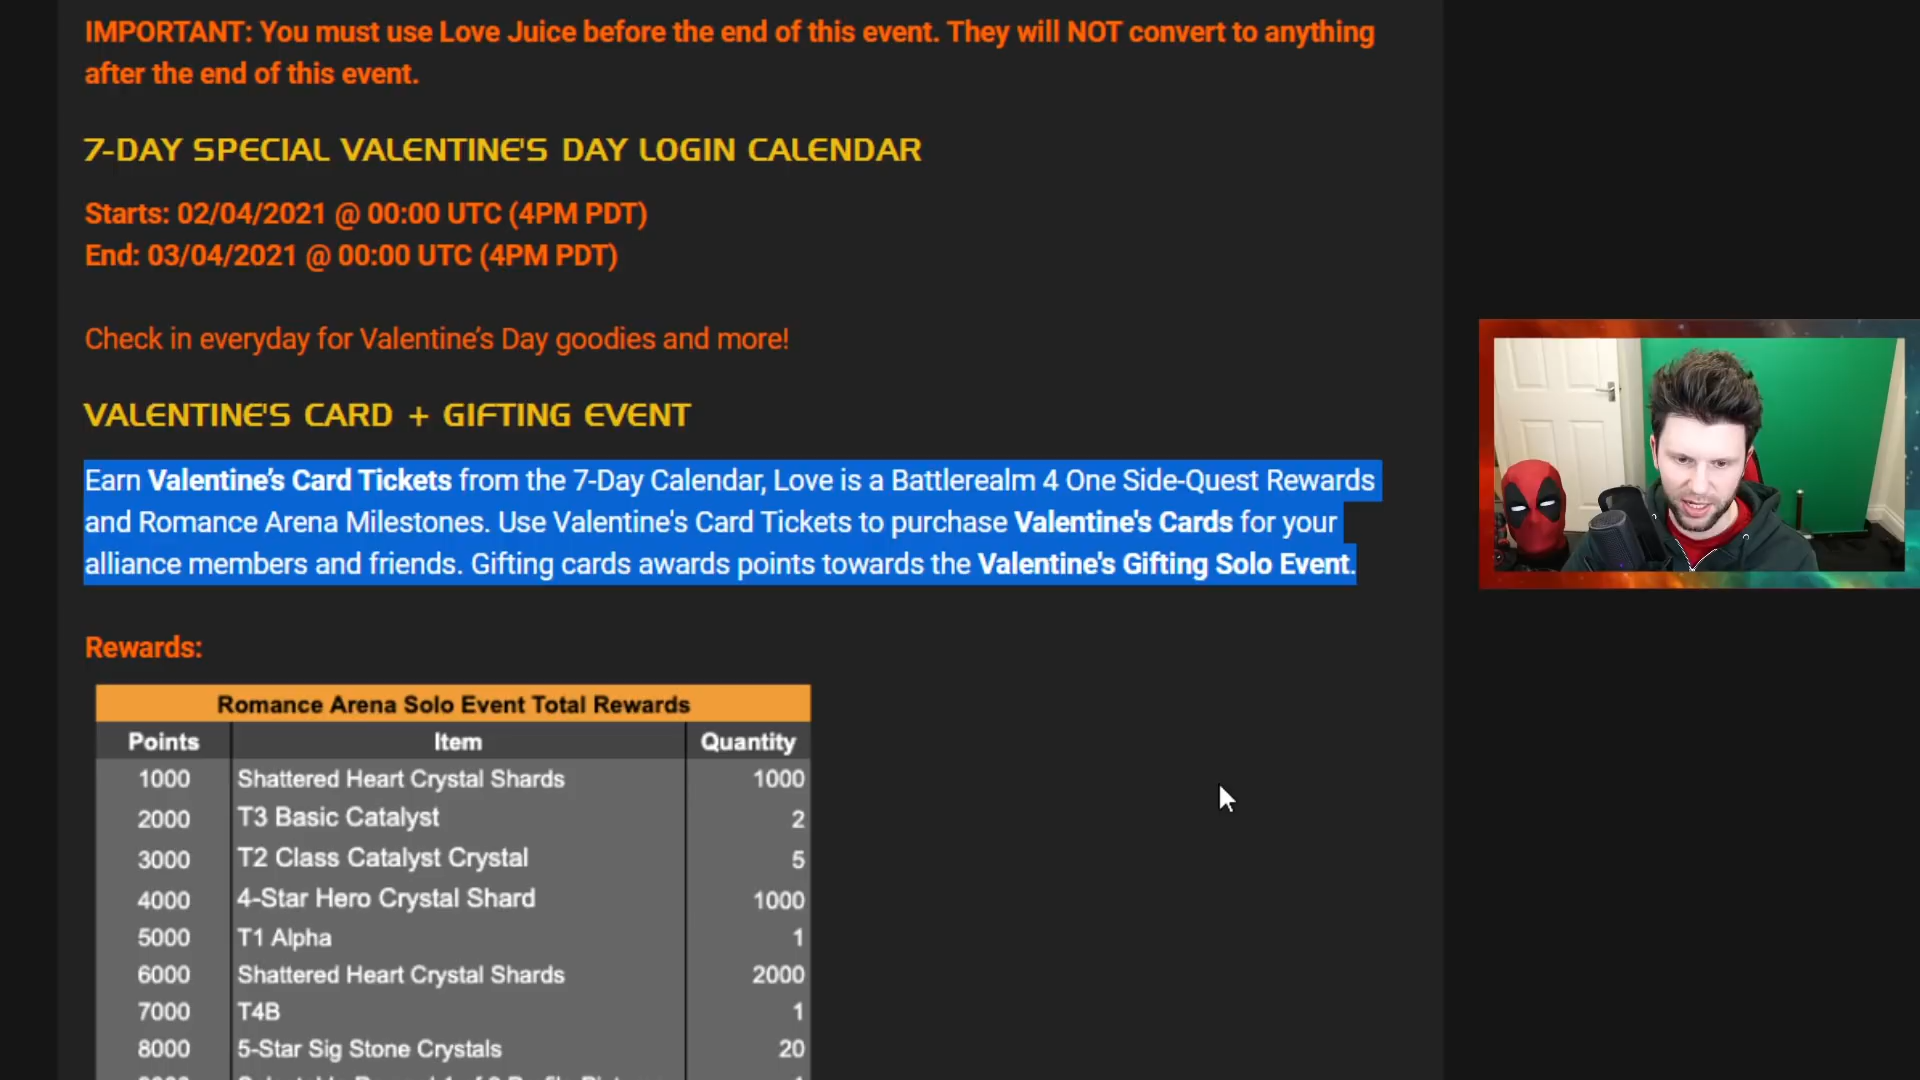 IMPORTANT: You must use Love Juice before the end of this event. They will NOT convert to anything
after the end of this event.
7-DAY SPECIAL VALENTINE'S DAY LOGIN CALENDAR
Starts: 02/04/2021 @ 00:00 UTC (4PM PDT)
End: 03/04/2021 @ 00:00 UTC (4PM PDT)
Check in everyday for Valentine’s Day goodies and more!
VALENTINE'S CARD + GIFTING EVENT
Earn Valentine’s Card Tickets from the 7-Day Calendar, Love is a Battlerealm 4 One Side-Quest Rewards
and Romance Arena Milestones. Use Valentine's Card Tickets to purchase Valentine's Cards for your
alliance members and friends. Gifting cards awards points towards the Valentine's Gifting Solo Event.
Rewards:
Romance Arena Solo Event Total Rewards
Points Item Quantity
1000 Shattered Heart Crystal Shards 1000
2000 T3 Basic Catalyst 2
3000 T2 Class Catalyst Crystal 5
4000 4-Star Hero Crystal Shard 1000
5000 T1 Alpha 1
6000 Shattered Heart Crystal Shards 2000
7000 T4B 1
8000 5-Star Sig Stone Crystals 20